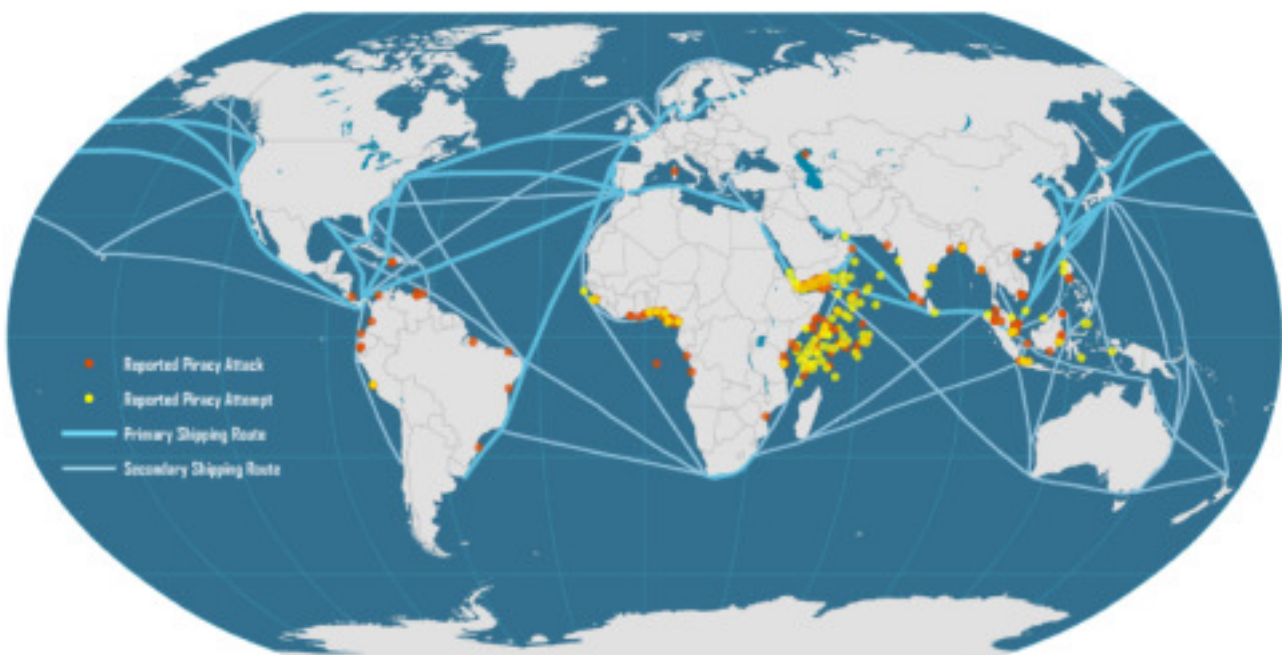 Reported Piracy Attack
Reported Piracy Attempt
Primary Shipping Route
Secondary Shipping Route